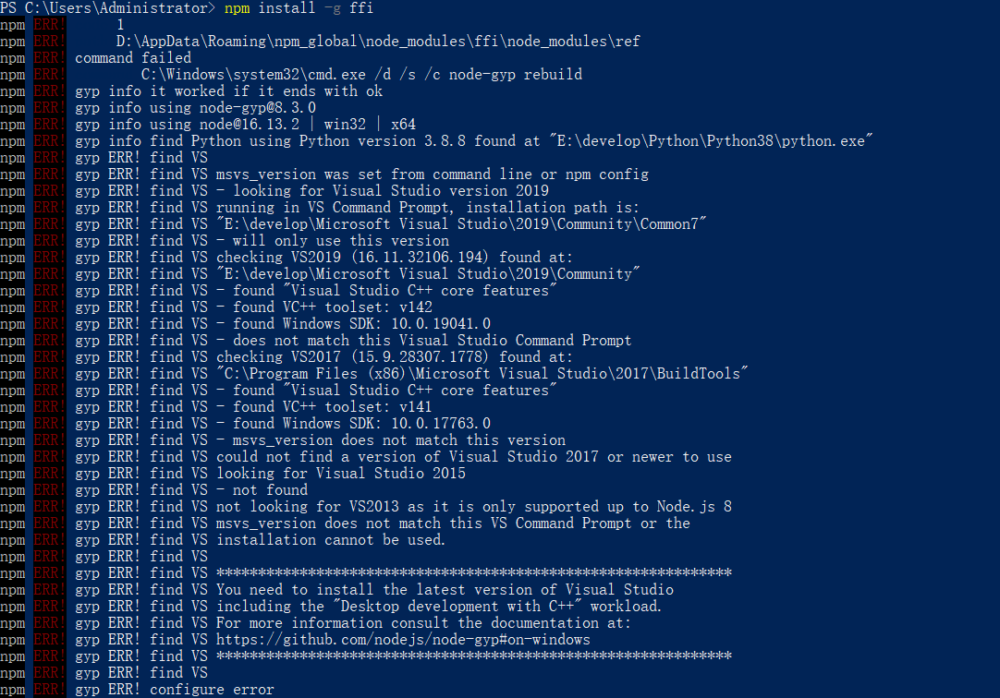 PS C:\Users\Administrator> npm install -g ffi
npm ERR! 1
npm ERR! D:\AppData\Roaming\npm_global\node_modules\ffi\node_modules\ref
npm ERR! command failed
npm ERR! C:\Windows\system32\cmd.exe /d /s /c node-gyp rebuild
npm ERR! gyp info it worked if it ends with ok
npm ERR! gyp info using node-gyp@8.3.0
npm ERR! gyp info using node@16.13.2 | win32 | x64
npm ERR! gyp info find Python using Python version 3.8.8 found at "E:\develop\Python\Python38\python.exe"
npm ERR! gyp ERR! find VS
npm ERR! gyp ERR! find VS msvs_version was set from command line or npm config
npm ERR! gyp ERR! find VS - looking for Visual Studio version 2019
npm ERR! gyp ERR! find VS running in VS Command Prompt, installation path is:
npm ERR! gyp ERR! find VS "E:\develop\Microsoft Visual Studio\2019\Community\Common7"
npm ERR! gyp ERR! find VS - will only use this version
npm ERR! gyp ERR! find VS checking VS2019 (16.11.32106.194) found at:
npm ERR! gyp ERR! find VS "E:\develop\Microsoft Visual Studio\2019\Community"
npm ERR! gyp ERR! find VS - found "Visual Studio C++ core features"
npm ERR! gyp ERR! find VS - found VC++ toolset: v142
npm ERR! gyp ERR! find VS - found Windows SDK: 10.0.19041.0
npm ERR! gyp ERR! find VS - does not match this Visual Studio Command Prompt
npm ERR! gyp ERR! find VS checking VS2017 (15.9.28307.1778) found at:
npm ERR! gyp ERR! find VS "C:\Program Files (x86)\Microsoft Visual Studio\2017\BuildTools"
npm ERR! gyp ERR! find VS - found "Visual Studio C++ core features"
npm ERR! gyp ERR! find VS - found VC++ toolset: v141
npm ERR! gyp ERR! find VS - found Windows SDK: 10.0.17763.0
npm ERR! gyp ERR! find VS - msvs_version does not match this version
npm ERR! gyp ERR! find VS could not find a version of Visual Studio 2017 or newer to use
npm ERR! gyp ERR! find VS looking for Visual Studio 2015
npm ERR! gyp ERR! find VS - not found
npm ERR! gyp ERR! find VS not looking for VS2013 as it is only supported up to Node.js 8
npm ERR! gyp ERR! find VS msvs_version does not match this VS Command Prompt or the
npm ERR! gyp ERR! find VS installation cannot be used.
npm ERR! gyp ERR! find VS
npm ERR! gyp ERR! find VS **************************************************************
npm ERR! gyp ERR! find VS You need to install the latest version of Visual Studio
npm ERR! gyp ERR! find VS including the "Desktop development with C++" workload.
npm ERR! gyp ERR! find VS For more information consult the documentation at:
npm ERR! gyp ERR! find VS https://github.com/nodejs/node-gyp#on-windows
npm ERR! gyp ERR! find VS **************************************************************
npm ERR! gyp ERR! find VS
npm ERR! gyp ERR! configure error